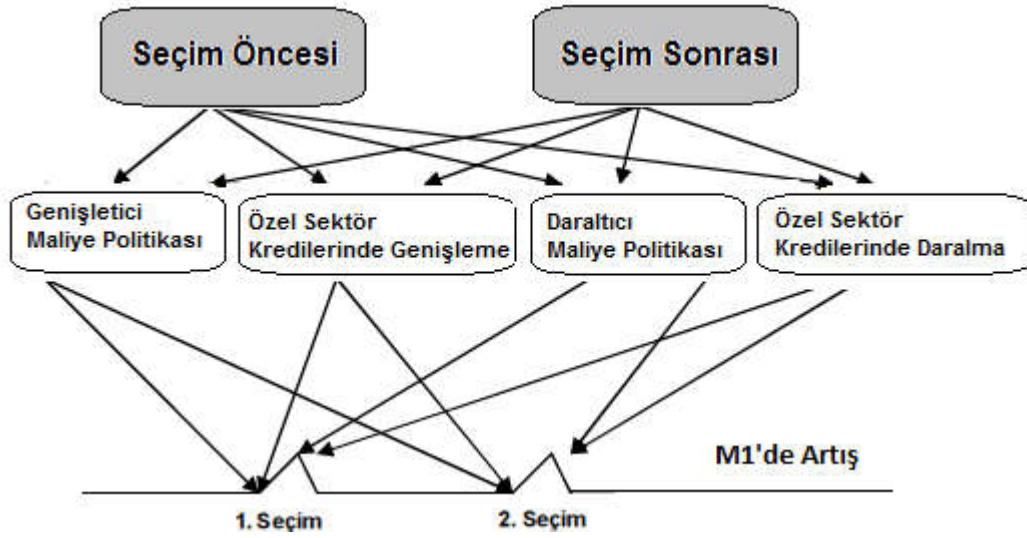 Seçim Öncesi
Seçim Sonrası
Genişletici
Maliye Politikası
Özel Sektör
Kredilerinde Genişleme
Daraltıcı
Maliye Politikası
Özel Sektör
Kredilerinde Daralma
M1'de Artış
1. Seçim
2. Seçim